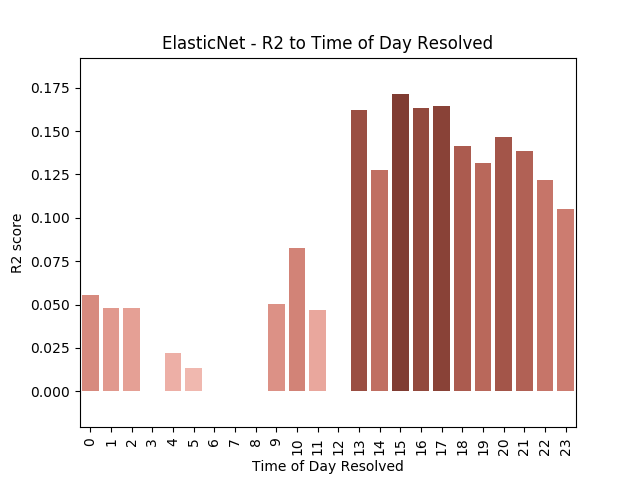 ElasticNet - R2 to Time of Day Resolved
R2 score
0.175
0.150
0.125
0.100
0.075
0.050
0.025
0.000
0 1 2 3 4 5 6 7 8 9 10 11 12 13 14 15 16 17 18 19 20 21 22 23
Time of Day Resolved